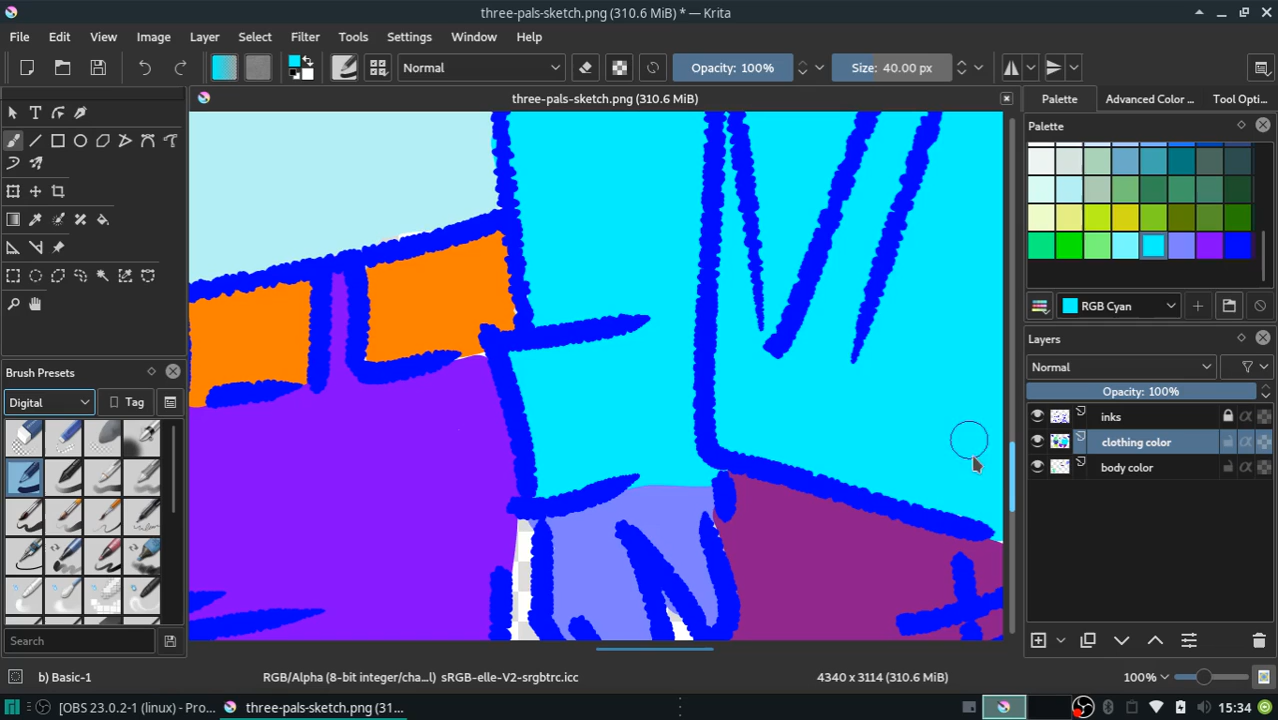 three-pals-sketch.png (310.6 MiB) * — Krita
File Edit View Image Layer Select Filter Tools Settings Window Help
Normal Opacity: 100% Size: 40.00 px
three-pals-sketch.png (310.6 MiB)
Palette Advanced Color ... Tool Opti...
Palette
RGB Cyan
Layers
Normal
Opacity: 100%
inks
clothing color
body color
Brush Presets
Digital Tag
Search
b) Basic-1 RGB/Alpha (8-bit integer/cha...l) sRGB-elle-V2-srgbtrc.icc 4340 x 3114 (310.6 MiB) 100%
[OBS 23.0.2-1 (linux) - Pro... three-pals-sketch.png (31... 15:34